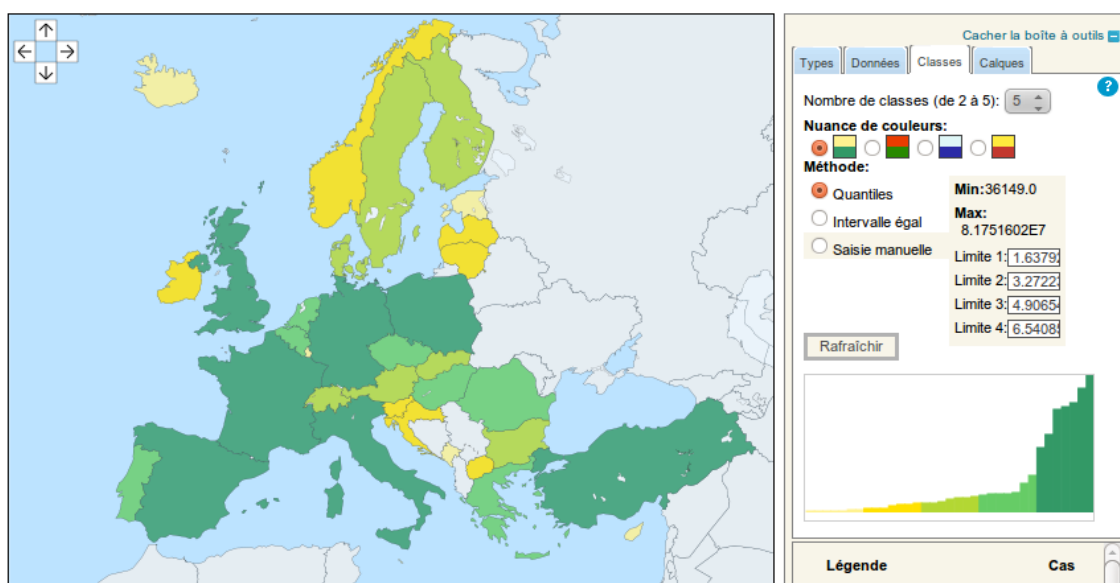 Cacher la boîte à outils
Types Données Classes Calques
?
Nombre de classes (de 2 à 5): 5
Nuance de couleurs:
Méthode:
Quantiles
Intervalle égal
Saisie manuelle
Min:36149.0
Max:
8.1751602E7
Limite 1: 1.6379
Limite 2: 3.2722
Limite 3: 4.9065
Limite 4: 6.5408
Rafraîchir
Légende Cas